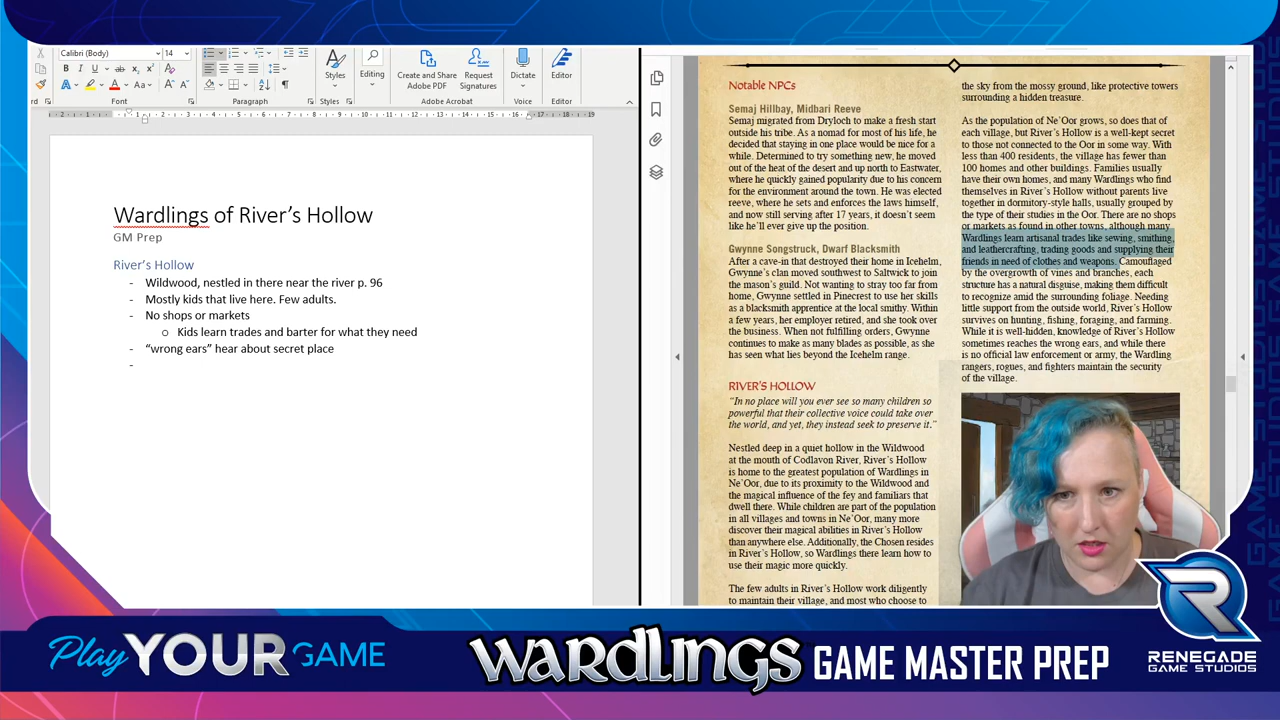 Calibri (Body)
14
Styles
Editing
Create and Share
Adobe PDF
Request
Signatures
Dictate
Editor
Font
Paragraph
Styles
Adobe Acrobat
Voice
Editor
Wardlings of River's Hollow
GM Prep
River's Hollow
- Wildwood, nestled in there near the river p. 96
- Mostly kids that live here. Few adults.
- No shops or markets
o Kids learn trades and barter for what they need
- “wrong ears” hear about secret place
-
Notable NPCs
Semaj Hillbay, Midbari Reeve
Semaj migrated from Dryloch to make a fresh start
outside his tribe. As a nomad for most of his life, he
decided that staying in one place would be nice for a
while. Determined to try something new, he moved
out of the heat of the desert and up north to Eastwater,
where he quickly gained popularity due to his concern
for the environment around the town. He was elected
reeve, where he sets and enforces the laws himself,
and now still serving after 17 years, it doesn't seem
like he'll ever give up the position.
Gwynne Songstruck, Dwarf Blacksmith
After a cave-in that destroyed their home in Icehelm,
Gwynne's clan moved southwest to Saltwick to join
the mason's guild. Not wanting to stray too far from
home, Gwynne settled in Pinecrest to use her skills
as a blacksmith apprentice at the local smithy. Within
a few years, her employer retired, and she took over
the business. When not fulfilling orders, Gwynne
continues to make as many blades as possible, as she
has seen what lies beyond the Icehelm range.
RIVER'S HOLLOW
"In no place will you ever see so many children so
powerful that their collective voice could take over
the world, and yet, they instead seek to preserve it."
Nestled deep in a quiet hollow in the Wildwood
at the mouth of Codlavon River, River's Hollow
is home to the greatest population of Wardlings in
Ne'Oor, due to its proximity to the Wildwood and
the magical influence of the fey and familiars that
dwell there. While children are part of the population
in all villages and towns in Ne'Oor, many more
discover their magical abilities in River's Hollow
than anywhere else. Additionally, the Chosen resides
in River's Hollow, so Wardlings there learn how to
use their magic more quickly.
The few adults in River's Hollow work diligently
to maintain their village, and most who choose to
the sky from the mossy ground, like protective towers
surrounding a hidden treasure.
As the population of Ne'Oor grows, so does that of
each village, but River's Hollow is a well-kept secret
to those not connected to the Oor in some way. With
less than 400 residents, the village has fewer than
100 homes and other buildings. Families usually
have their own homes, and many Wardlings who find
themselves in River's Hollow without parents live
together in dormitory-style halls, usually grouped by
the type of their studies in the Oor. There are no shops
or markets as found in other towns, although many
Wardlings learn artisanal trades like sewing, smithing,
and leathercrafting, trading goods and supplying their
friends in need of clothes and weapons. Camouflaged
by the overgrowth of vines and branches, each
structure has a natural disguise, making them difficult
to recognize amid the surrounding foliage. Needing
little support from the outside world, River's Hollow
survives on hunting, fishing, foraging, and farming.
While it is well-hidden, knowledge of River's Hollow
sometimes reaches the wrong ears, and while there
is no official law enforcement or army, the Wardling
rangers, rogues, and fighters maintain the security
of the village.
Play YOUR GAME
WARDLINGS GAME MASTER PREP
R
RENEGADE
GAME STUDIOS